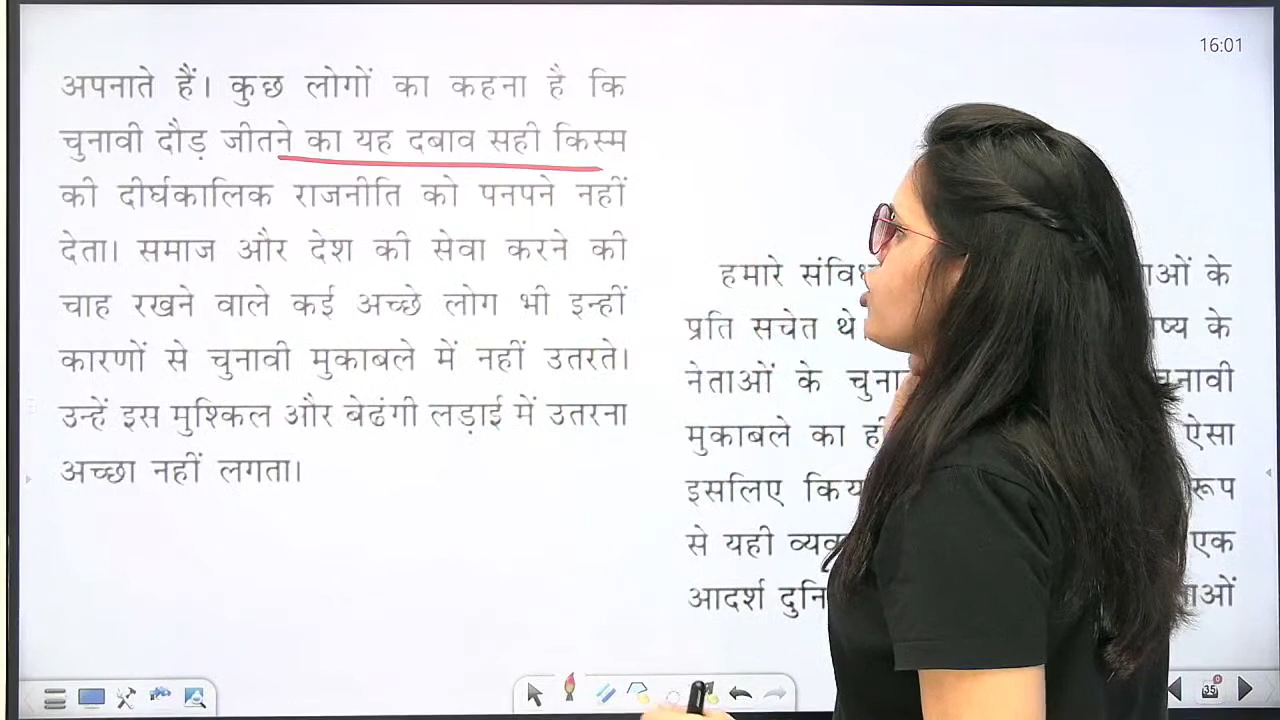 16:01
अपनाते हैं। कुछ लोगों का कहना है कि
चुनावी दौड़ जीतने का यह दबाव सही किस्म
की दीर्घकालिक राजनीति को पनपने नहीं
देता। समाज और देश की सेवा करने की
चाह रखने वाले कई अच्छे लोग भी इन्हीं
कारणों से चुनावी मुकाबले में नहीं उतरते।
उन्हें इस मुश्किल और बेढंगी लड़ाई में उतरना
अच्छा नहीं लगता।
हमारे के
प्रति सचेत थे के
नेताओं के
मुकाबले का ऐसा
इसलिए रूप
से यही एक
आदर्श
35